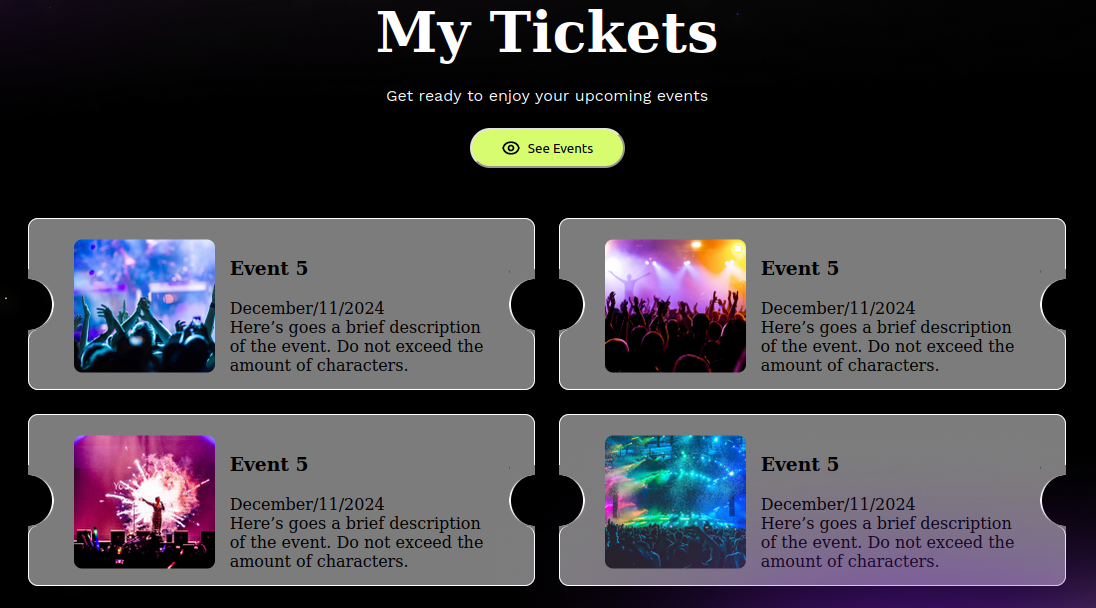 My Tickets
Get ready to enjoy your upcoming events
See Events
Event 5
December/11/2024
Here’s goes a brief description
of the event. Do not exceed the
amount of characters.
Event 5
December/11/2024
Here’s goes a brief description
of the event. Do not exceed the
amount of characters.
Event 5
December/11/2024
Here’s goes a brief description
of the event. Do not exceed the
amount of characters.
Event 5
December/11/2024
Here’s goes a brief description
of the event. Do not exceed the
amount of characters.